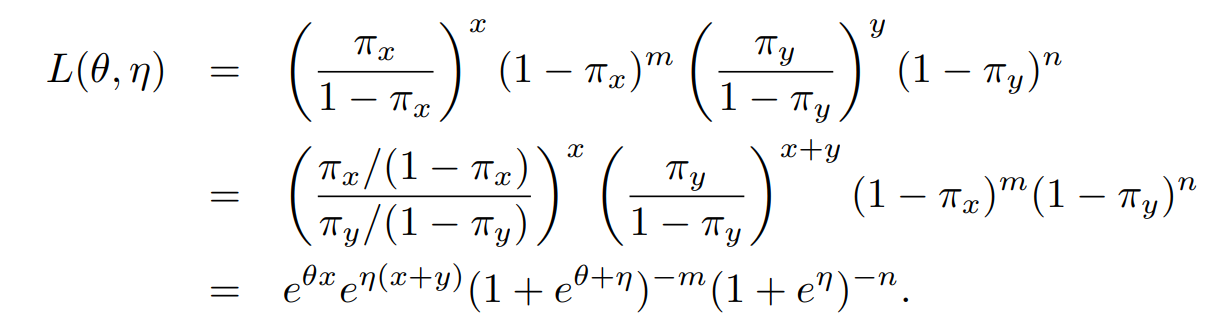 L(θ, η) = (π_x / (1 − π_x))^x (1 − π_x)^m (π_y / (1 − π_y))^y (1 − π_y)^n
= ((π_x/(1 − π_x)) / (π_y/(1 − π_y)))^x (π_y / (1 − π_y))^{x+y} (1 − π_x)^m (1 − π_y)^n
= e^{θx} e^{η(x+y)} (1 + e^{θ+η})^{−m} (1 + e^η)^{−n}.